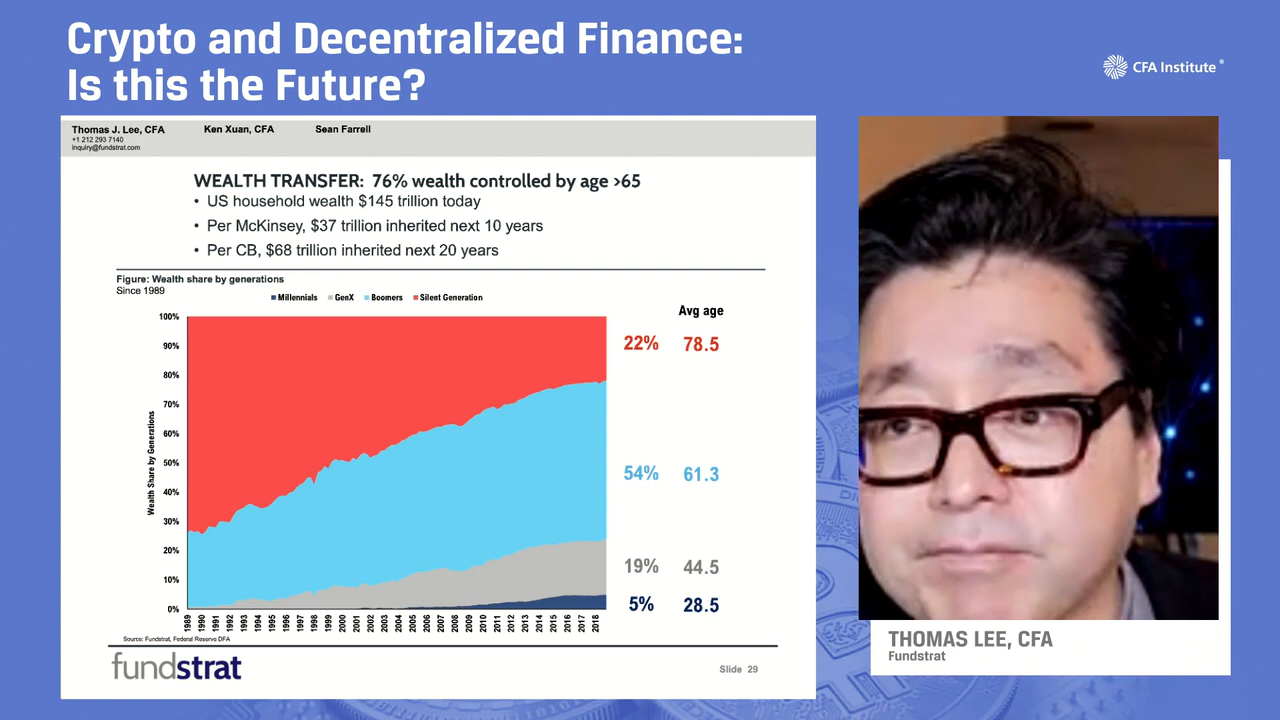 Crypto and Decentralized Finance:
Is this the Future?
CFA Institute®
Thomas J. Lee, CFA
+1 212 293 7140
inquiry@fundstrat.com
Ken Xuan, CFA
Sean Farrell
WEALTH TRANSFER: 76% wealth controlled by age >65
• US household wealth $145 trillion today
• Per McKinsey, $37 trillion inherited next 10 years
• Per CB, $68 trillion inherited next 20 years
Figure: Wealth share by generations
Since 1989
Millennials GenX Boomers Silent Generation
Avg age
100%
90%
80%
70%
60%
50%
40%
30%
20%
10%
0%
Wealth Share by Generations
22% 78.5
54% 61.3
19% 44.5
5% 28.5
1989 1990 1991 1992 1993 1994 1995 1996 1997 1998 1999 2000 2001 2002 2003 2004 2005 2006 2007 2008 2009 2010 2011 2012 2013 2014 2015 2016 2017 2018
Source: Fundstrat, Federal Reserve DFA
fundstrat
Slide 29
THOMAS LEE, CFA
Fundstrat